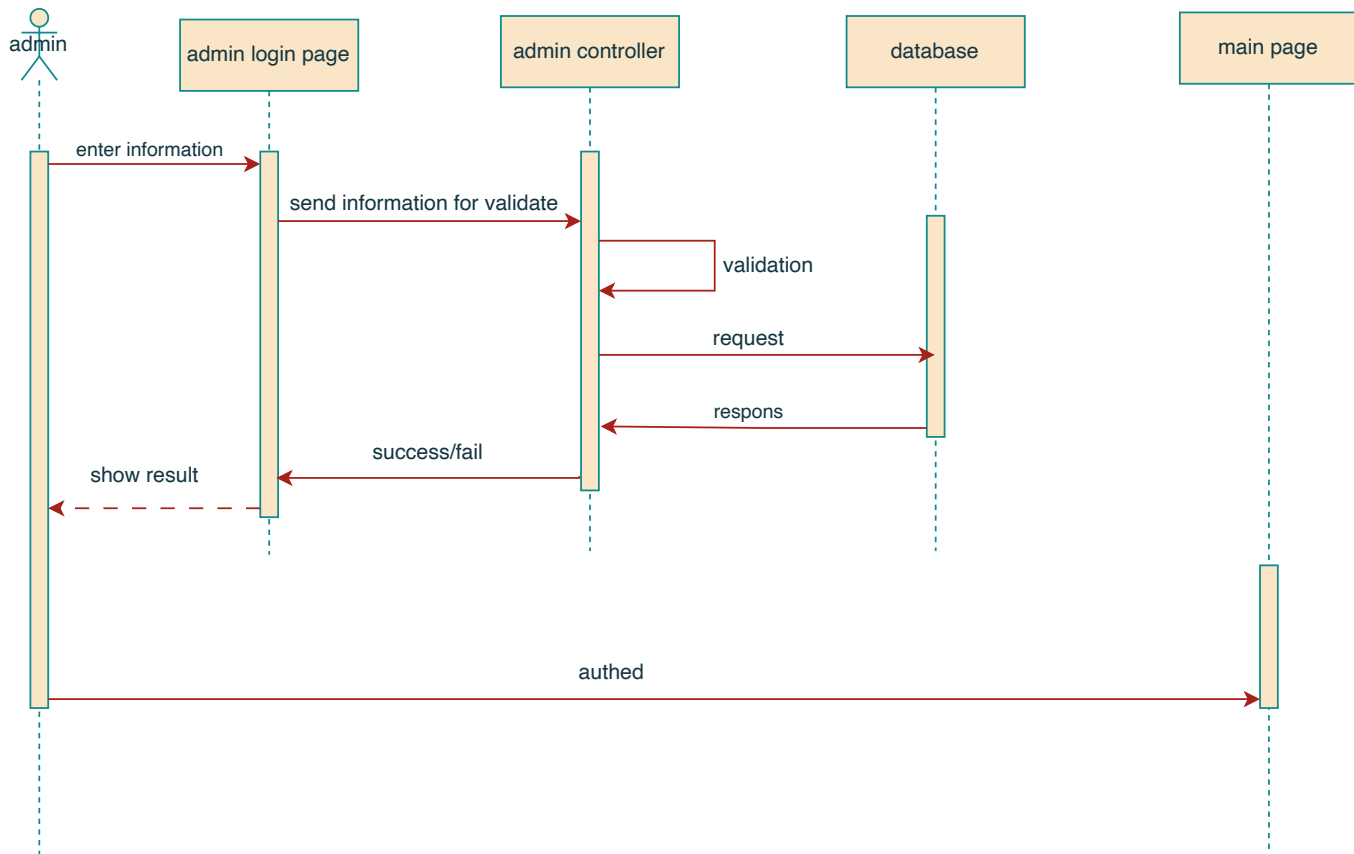 admin
admin login page
admin controller
database
main page
enter information
send information for validate
validation
request
respons
success/fail
show result
authed